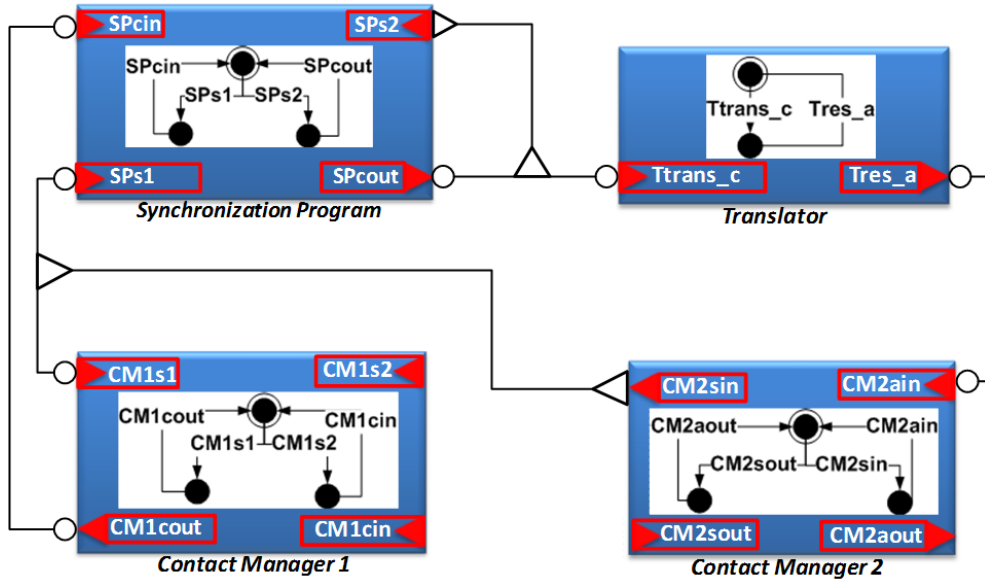 SPcin
SPs2
SPcin
SPcout
SPs1
SPs2
SPs1
SPcout
Synchronization Program
Ttrans_c
Tres_a
Ttrans_c
Tres_a
Translator
CM1s1
CM1s2
CM1cout
CM1cin
CM1s1
CM1s2
CM1cout
CM1cin
Contact Manager 1
CM2sin
CM2ain
CM2aout
CM2ain
CM2sout
CM2sin
CM2sout
CM2aout
Contact Manager 2